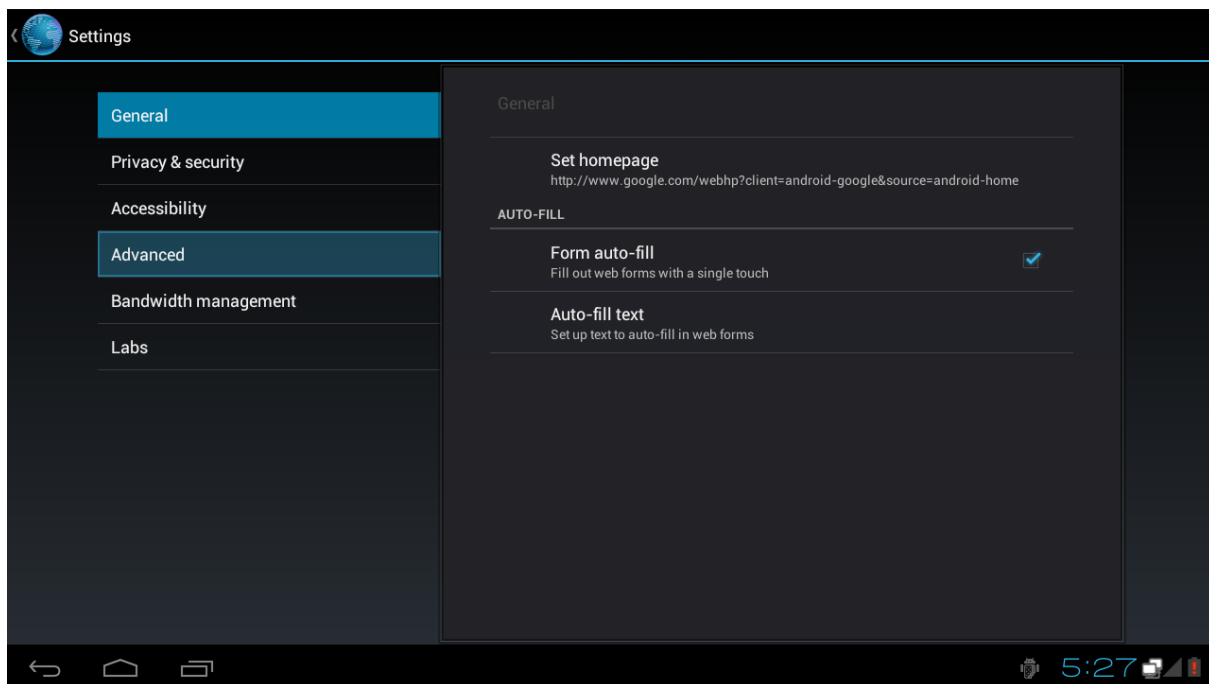 Settings
General
Privacy & security
Accessibility
Advanced
Bandwidth management
Labs
General
Set homepage
http://www.google.com/webhp?client=android-google&source=android-home
AUTO-FILL
Form auto-fill
Fill out web forms with a single touch
Auto-fill text
Set up text to auto-fill in web forms
5:27